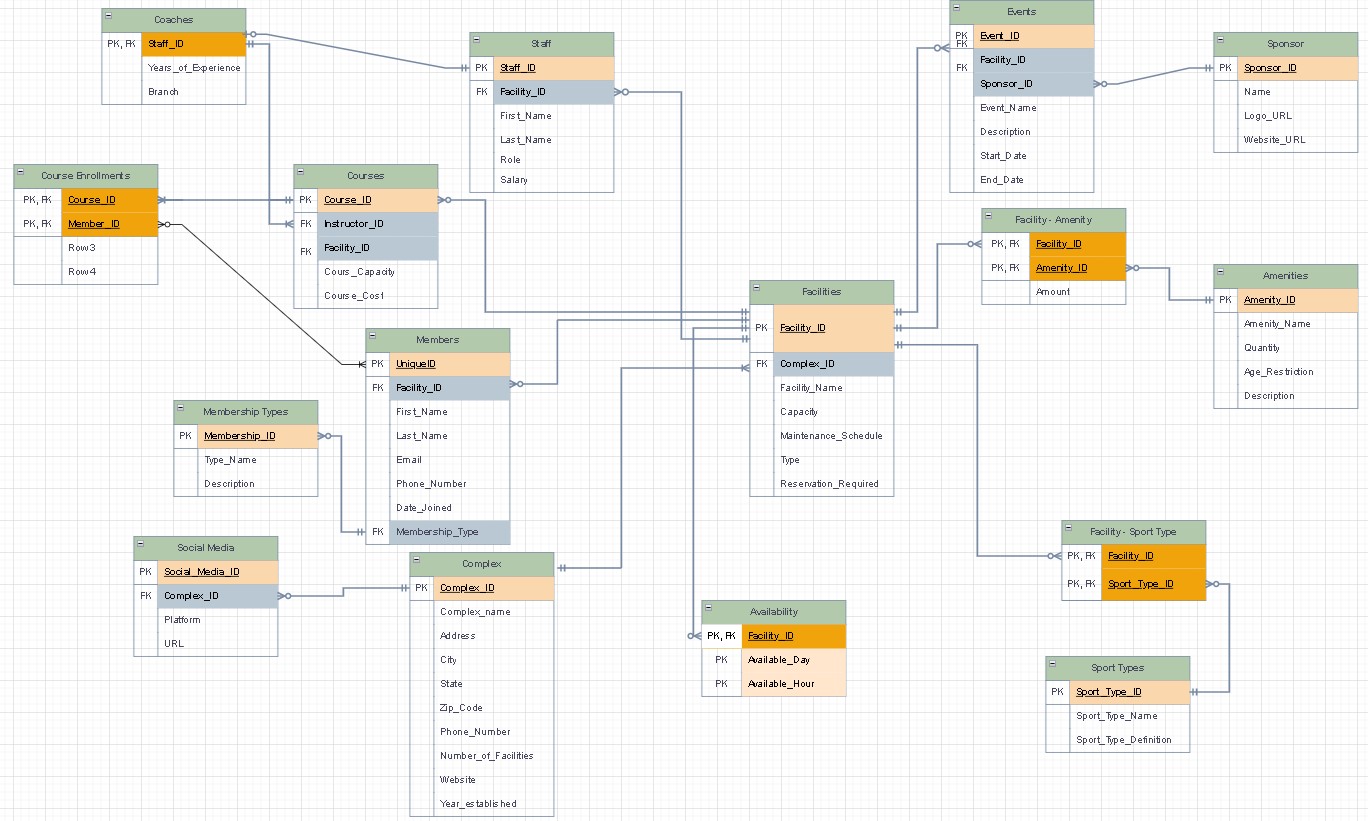 Coaches
PK, FK Staff_ID
Years_of_Experience
Branch
Staff
PK Staff_ID
FK Facility_ID
First_Name
Last_Name
Role
Salary
Events
PK Event_ID
FK Facility_ID
FK Sponsor_ID
Event_Name
Description
Start_Date
End_Date
Sponsor
PK Sponsor_ID
Name
Logo_URL
Website_URL
Course Enrollments
PK, FK Course_ID
PK, FK Member_ID
Row3
Row4
Courses
PK Course_ID
FK Instructor_ID
FK Facility_ID
Cours_Capacity
Course_Cost
Facility - Amenity
PK, FK Facility_ID
PK, FK Amenity_ID
Amount
Amenities
PK Amenity_ID
Amenity_Name
Quantity
Age_Restriction
Description
Facilities
PK Facility_ID
FK Complex_ID
Facility_Name
Capacity
Maintenance_Schedule
Type
Reservation_Required
Members
PK UniqueID
FK Facility_ID
First_Name
Last_Name
Email
Phone_Number
Date_Joined
FK Membership_Type
Membership Types
PK Membership_ID
Type_Name
Description
Social Media
PK Social_Media_ID
FK Complex_ID
Platform
URL
Complex
PK Complex_ID
Complex_name
Address
City
State
Zip_Code
Phone_Number
Number_of_Facilities
Website
Year_established
Availability
PK, FK Facility_ID
PK Available_Day
PK Available_Hour
Facility - Sport Type
PK, FK Facility_ID
PK, FK Sport_Type_ID
Sport Types
PK Sport_Type_ID
Sport_Type_Name
Sport_Type_Definition